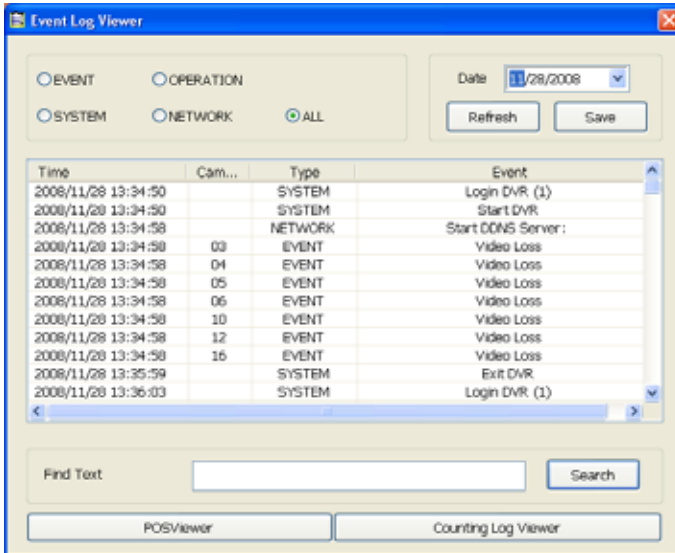 Event Log Viewer
EVENT OPERATION
SYSTEM NETWORK ALL
Date 11/28/2008
Refresh Save
Time Cam... Type Event
2008/11/28 13:34:50 SYSTEM Login DVR (1)
2008/11/28 13:34:50 SYSTEM Start DVR
2008/11/28 13:34:58 NETWORK Start DDNS Server:
2008/11/28 13:34:58 03 EVENT Video Loss
2008/11/28 13:34:58 04 EVENT Video Loss
2008/11/28 13:34:58 05 EVENT Video Loss
2008/11/28 13:34:58 06 EVENT Video Loss
2008/11/28 13:34:58 10 EVENT Video Loss
2008/11/28 13:34:58 12 EVENT Video Loss
2008/11/28 13:34:58 16 EVENT Video Loss
2008/11/28 13:35:59 SYSTEM Exit DVR
2008/11/28 13:36:03 SYSTEM Login DVR (1)
Find Text Search
POSViewer Counting Log Viewer